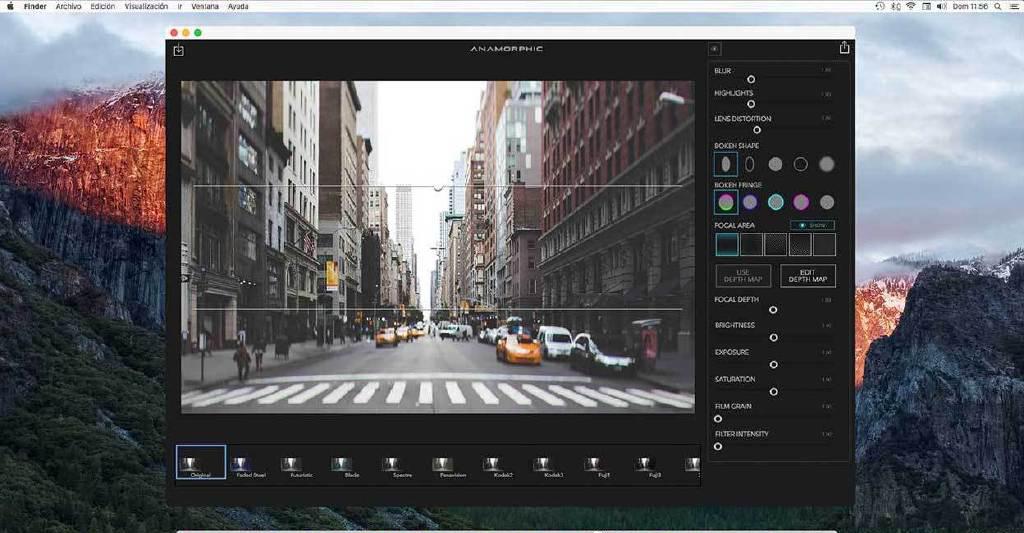 Finder Archivo Edición Visualización Ir Ventana Ayuda
Dom 11:56
ANAMORPHIC
BLUR
HIGHLIGHTS
LENS DISTORTION
BOKEH SHAPE
BOKEH FRINGE
FOCAL AREA
SHOW
USE
DEPTH MAP
EDIT
DEPTH MAP
FOCAL DEPTH
BRIGHTNESS
EXPOSURE
SATURATION
FILM GRAIN
FILTER INTENSITY
Original Faded Steel Futuristic Blade Spectre Panavision Kodak2 Kodak3 Fuji1 Fuji3